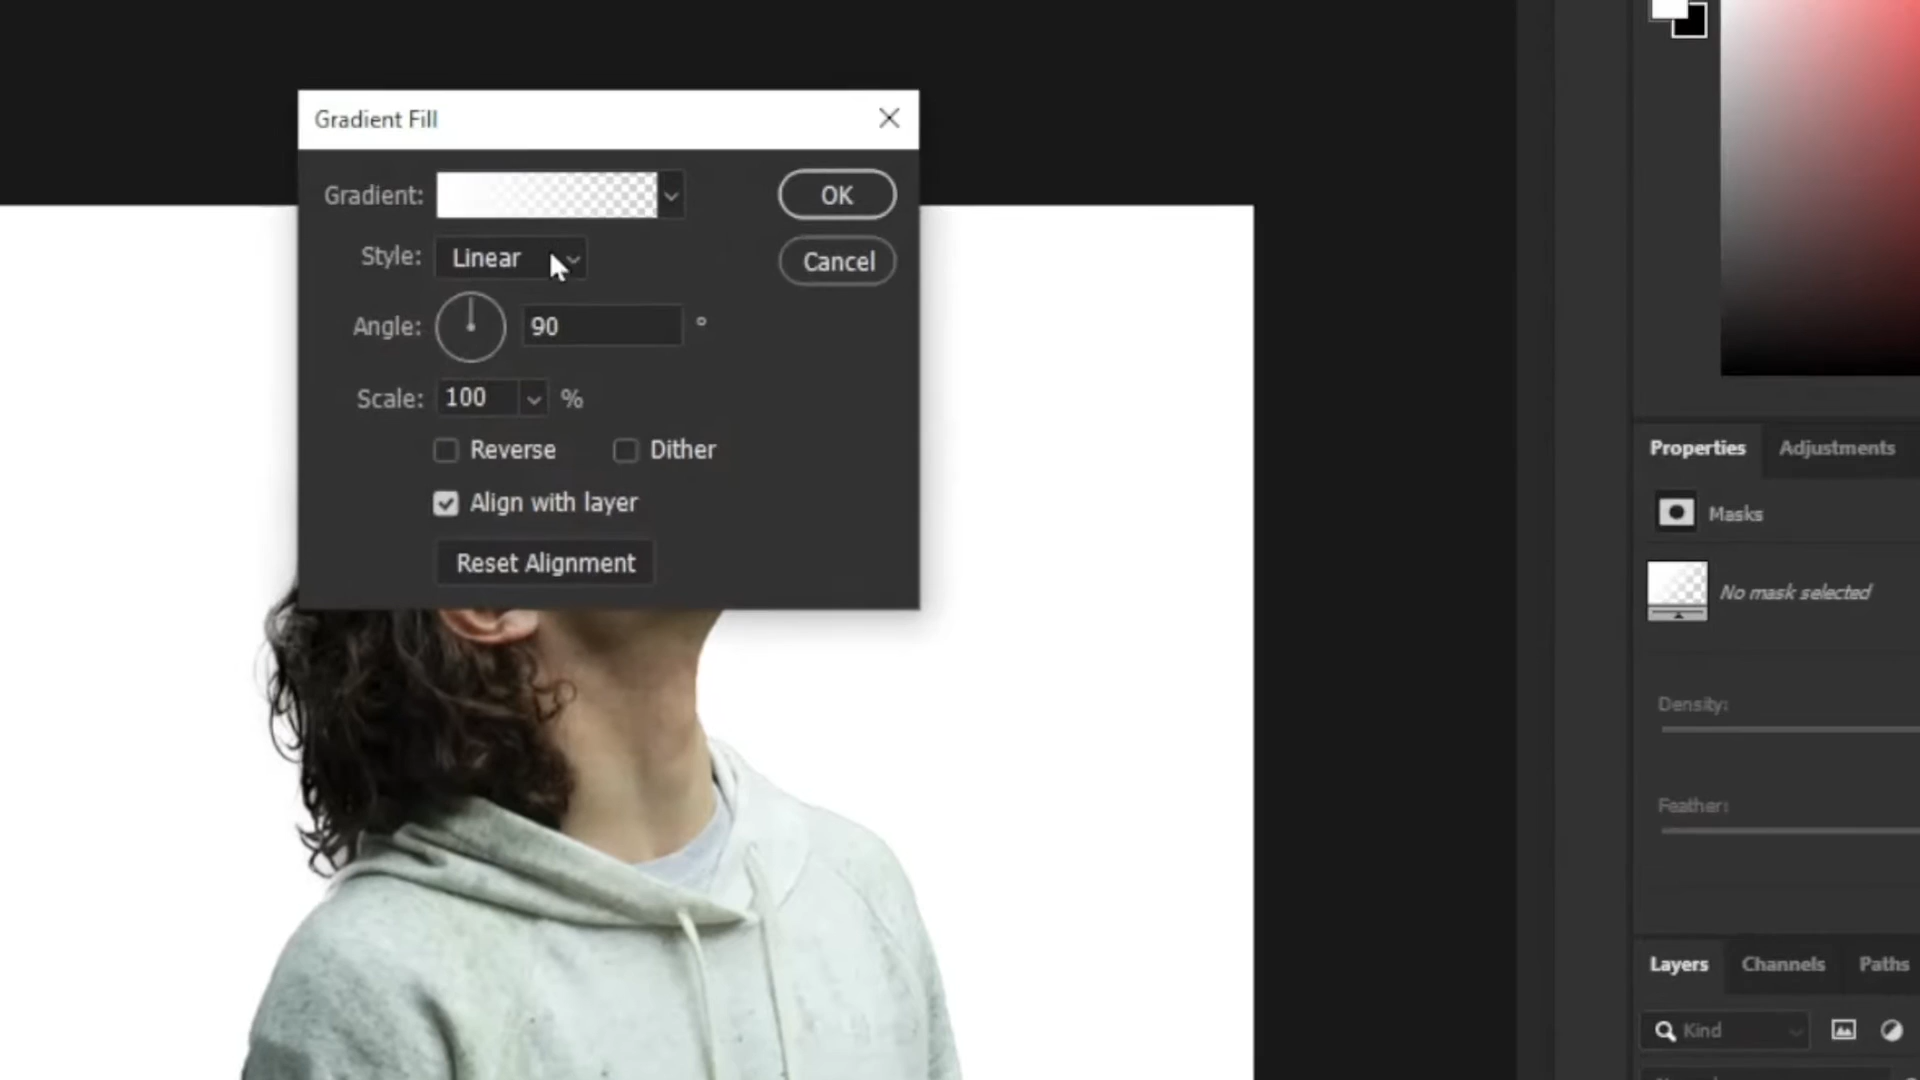 Gradient Fill
Gradient:
OK
Style: Linear
Cancel
Angle: 90 °
Scale: 100 %
Reverse Dither
Align with layer
Reset Alignment
Properties Adjustments
Masks
No mask selected
Density:
Feather:
Layers Channels Paths
Kind